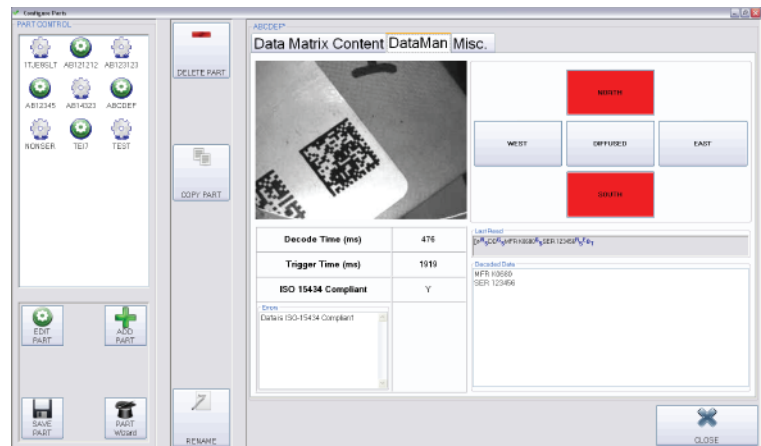 Configure Parts
PART CONTROL
1TJE9SLT AB121212 AB123123
AB12345 AB14323 ABCDEF
NONSER TEI7 TEST
EDIT PART
ADD PART
SAVE PART
PART Wizard
DELETE PART
COPY PART
RENAME
ABCDEF*
Data Matrix Content DataMan Misc.
NORTH
WEST DIFFUSED EAST
SOUTH
Decode Time (ms) 476
Trigger Time (ms) 1919
ISO 15434 Compliant Y
Errors
Data is ISO-15434 Compliant
Last Read
Decoded Data
MFR K0680
SER 123456
CLOSE